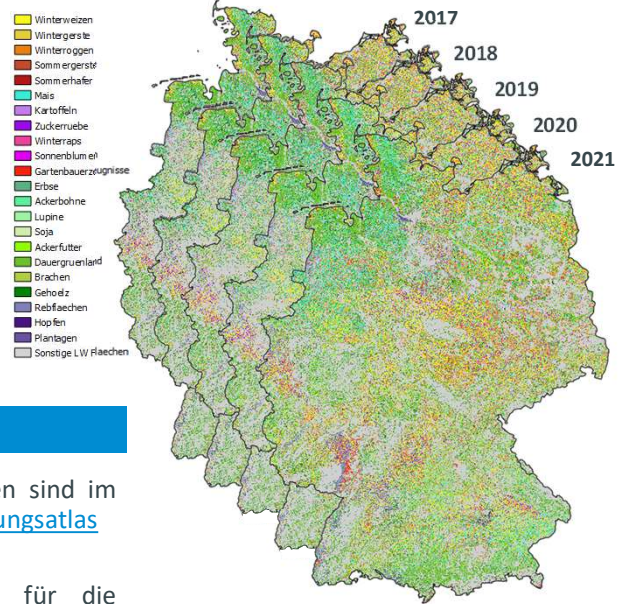 2017
2018
2019
2020
2021
Winterweizen
Wintergerste
Winterroggen
Sommergerste
Sommerhafer
Mais
Kartoffeln
Zuckerruebe
Winterraps
Sonnenblumen
Gartenbauerzeugnisse
Erbse
Ackerbohne
Lupine
Soja
Ackerfutter
Dauergruenland
Brachen
Gehoelz
Rebflaechen
Hopfen
Plantagen
Sonstige LW Flaechen
en sind im
ungsatlas
für die